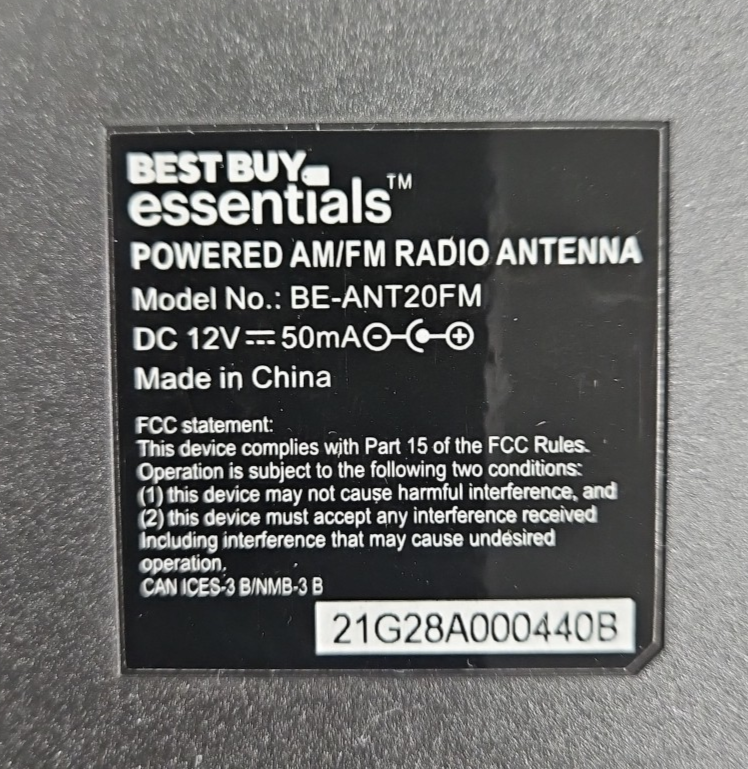 BEST BUY
essentials™
POWERED AM/FM RADIO ANTENNA
Model No.: BE-ANT20FM
DC 12V⎓50mA⊖-(•-⊕
Made in China
FCC statement:
This device complies with Part 15 of the FCC Rules.
Operation is subject to the following two conditions:
(1) this device may not cause harmful interference, and
(2) this device must accept any interference received
Including interference that may cause undesired
operation.
CAN ICES-3 B/NMB-3 B
21G28A000440B